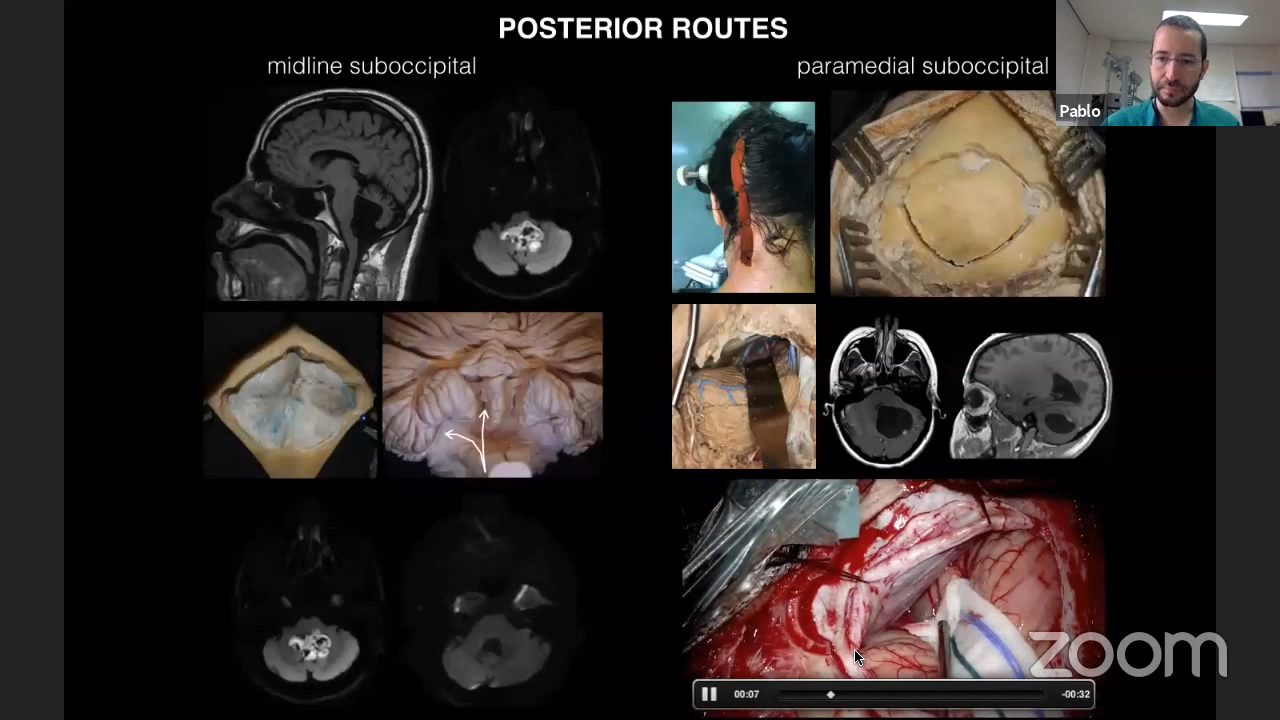 POSTERIOR ROUTES
midline suboccipital
paramedial suboccipital
Pablo
zoom
00:07
-00:32